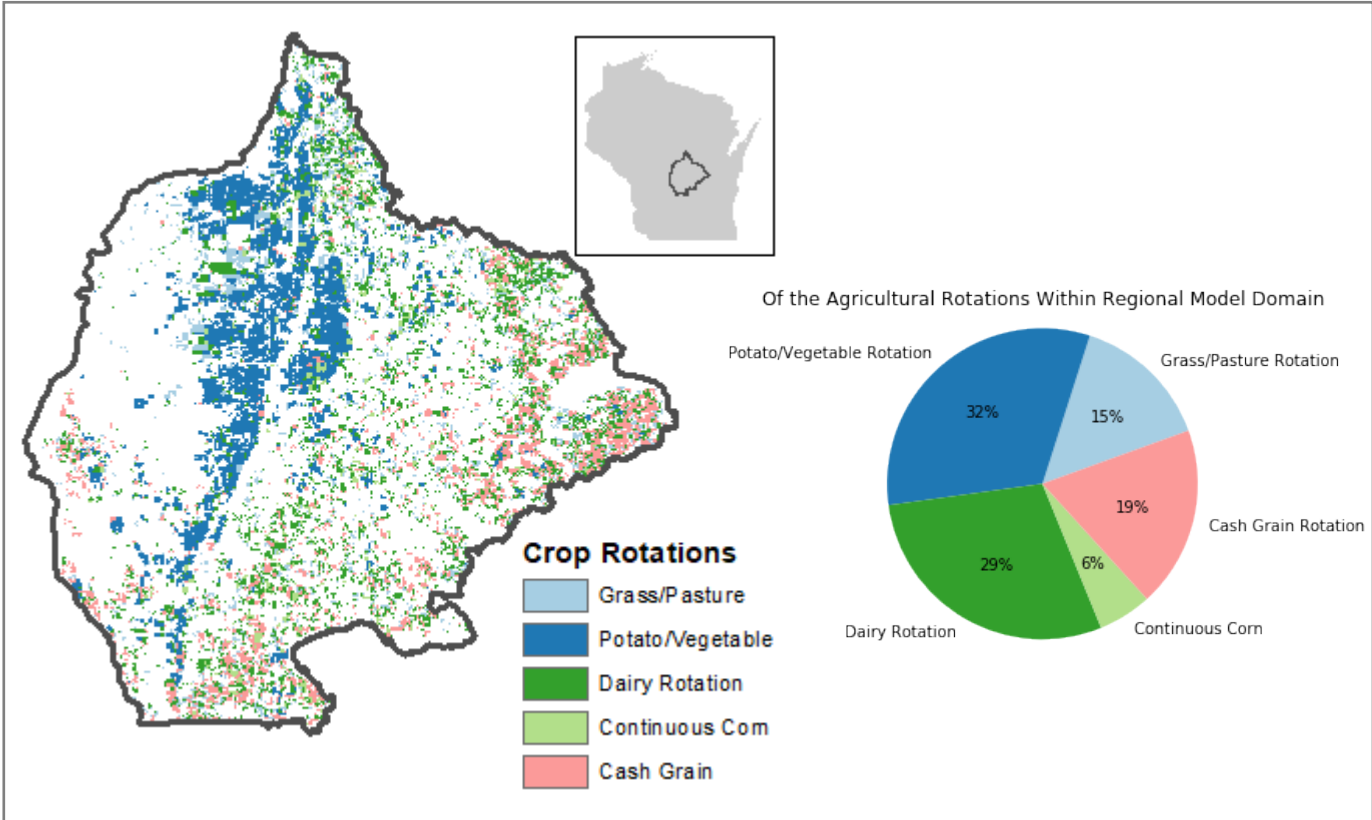 Of the Agricultural Rotations Within Regional Model Domain
Potato/Vegetable Rotation
Grass/Pasture Rotation
32%
15%
19%
Cash Grain Rotation
29%
6%
Dairy Rotation
Continuous Corn
Crop Rotations
Grass/Pasture
Potato/Vegetable
Dairy Rotation
Continuous Corn
Cash Grain